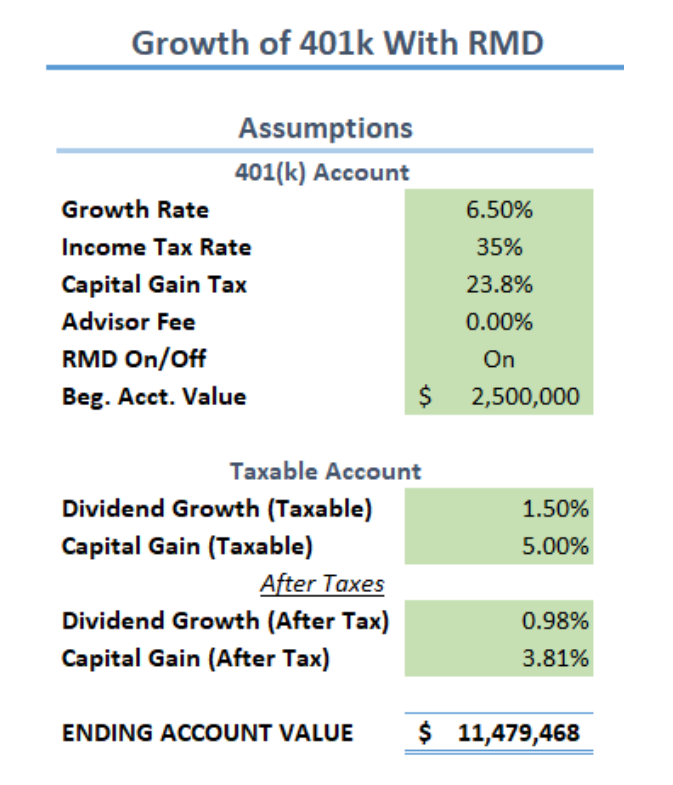 Growth of 401k With RMD
Assumptions
401(k) Account
Growth Rate 6.50%
Income Tax Rate 35%
Capital Gain Tax 23.8%
Advisor Fee 0.00%
RMD On/Off On
Beg. Acct. Value $ 2,500,000
Taxable Account
Dividend Growth (Taxable) 1.50%
Capital Gain (Taxable) 5.00%
After Taxes
Dividend Growth (After Tax) 0.98%
Capital Gain (After Tax) 3.81%
ENDING ACCOUNT VALUE $ 11,479,468